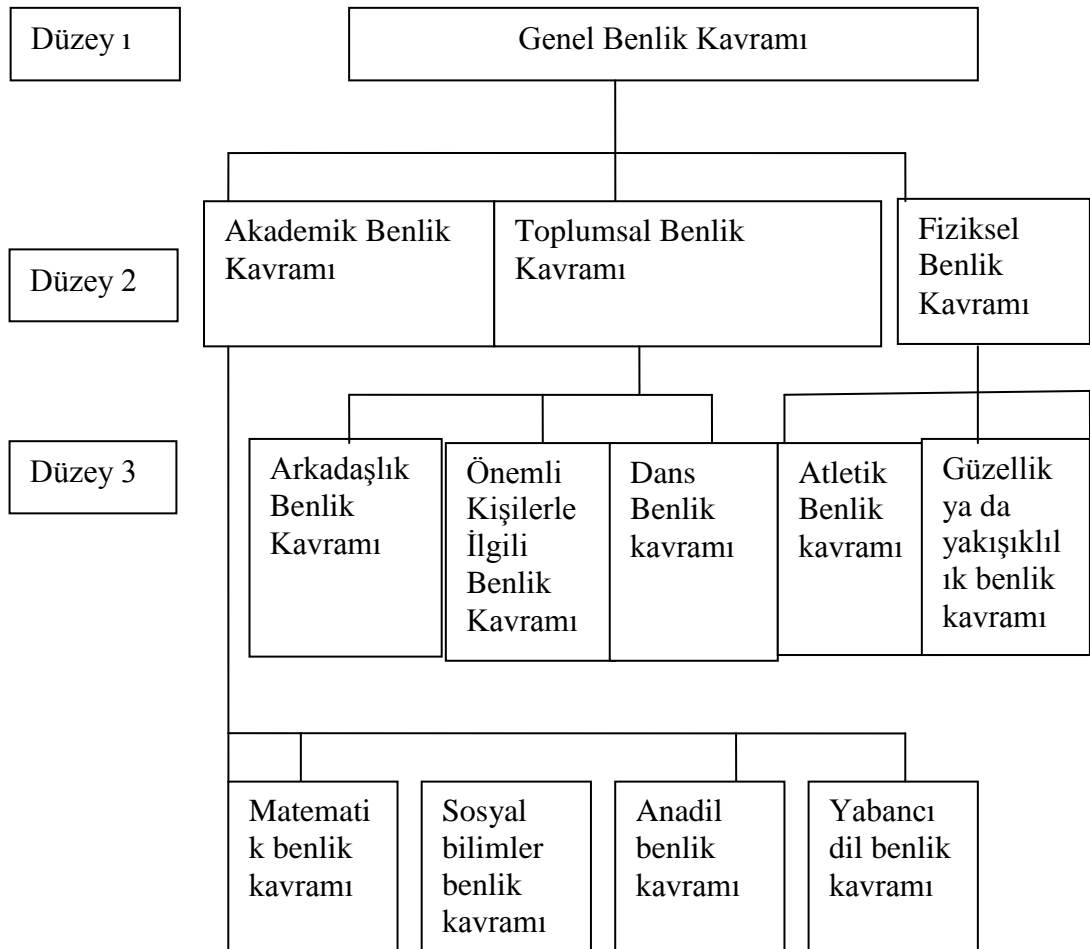 Düzey ı
Genel Benlik Kavramı
Düzey 2
Akademik Benlik
Kavramı
Toplumsal Benlik
Kavramı
Fiziksel
Benlik
Kavramı
Düzey 3
Arkadaşlık
Benlik
Kavramı
Önemli
Kişilerle
İlgili
Benlik
Kavramı
Dans
Benlik
kavramı
Atletik
Benlik
kavramı
Güzellik
ya da
yakışıklıl
ık benlik
kavramı
Matemati
k benlik
kavramı
Sosyal
bilimler
benlik
kavramı
Anadil
benlik
kavramı
Yabancı
dil benlik
kavramı